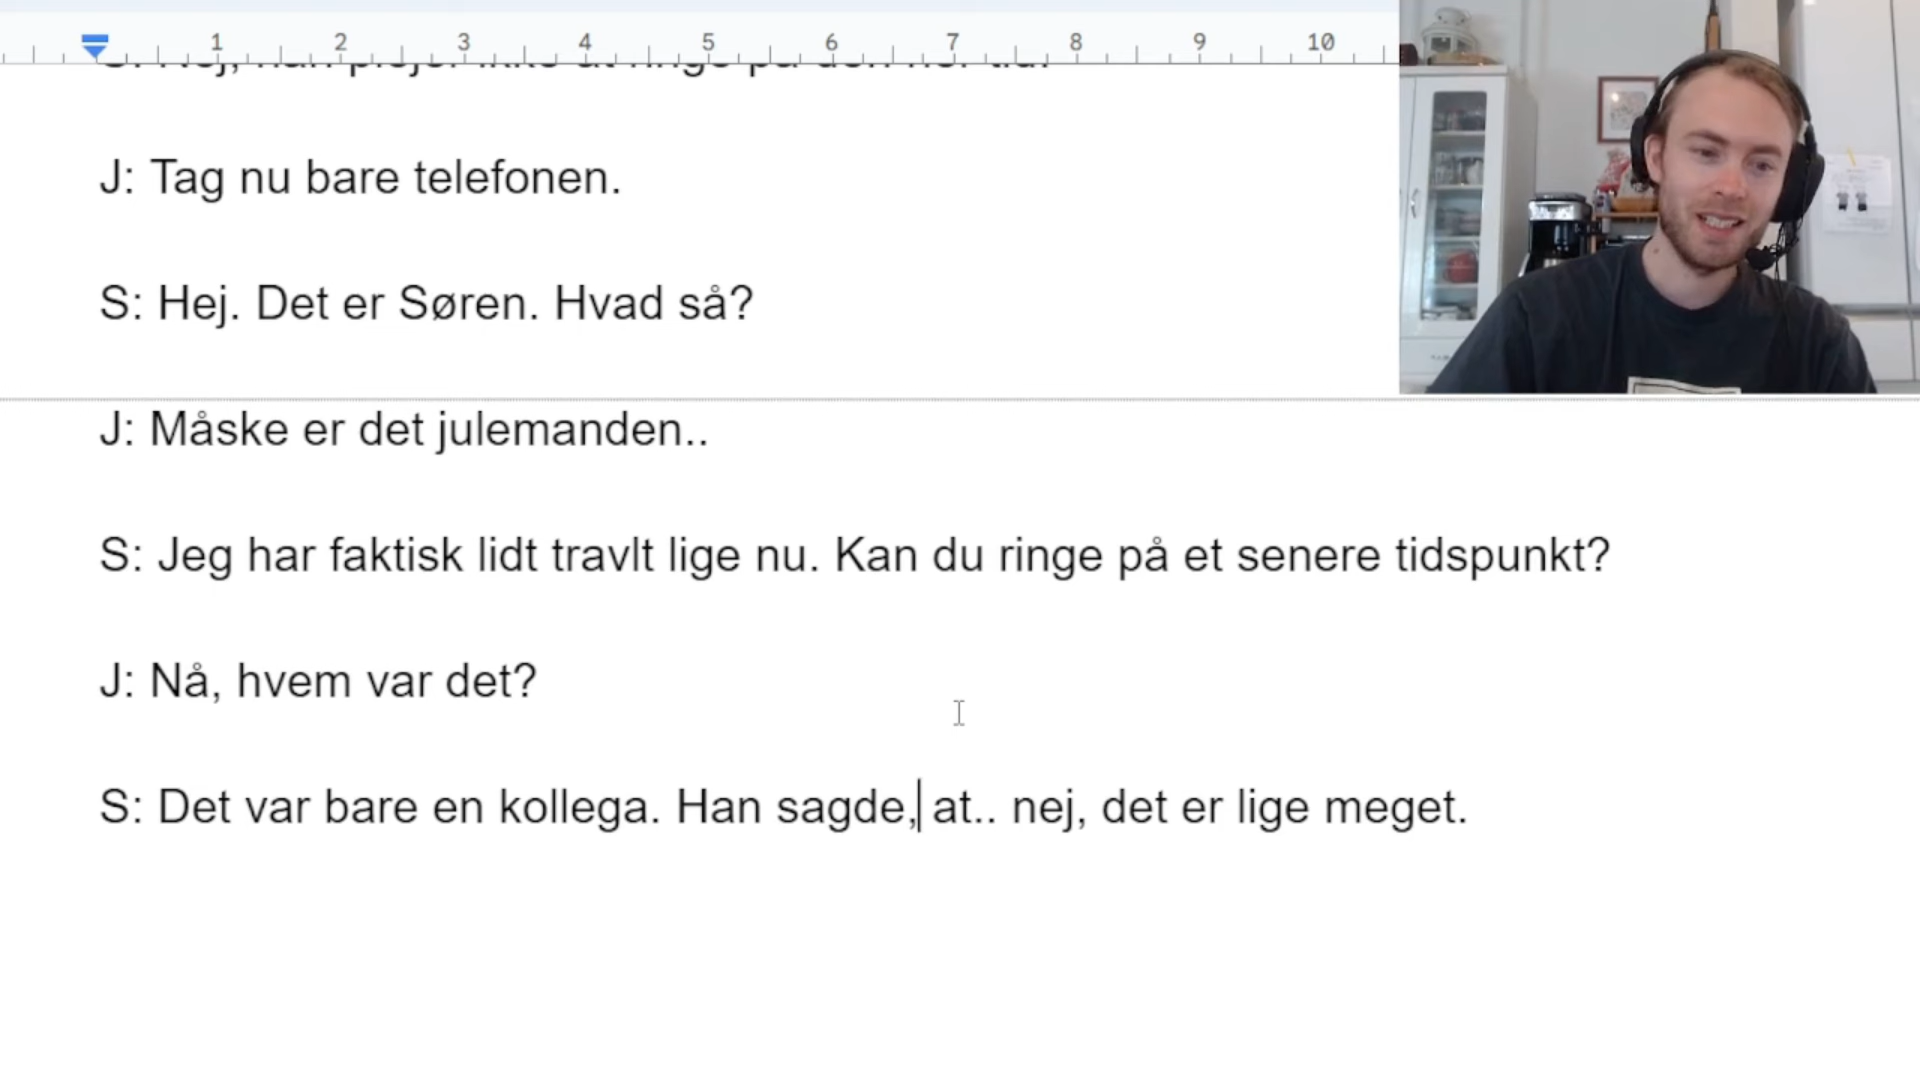 1 2 3 4 5 6 7 8 9 10
J: Tag nu bare telefonen.
S: Hej. Det er Søren. Hvad så?
J: Måske er det julemanden..
S: Jeg har faktisk lidt travlt lige nu. Kan du ringe på et senere tidspunkt?
J: Nå, hvem var det?
S: Det var bare en kollega. Han sagde, at.. nej, det er lige meget.